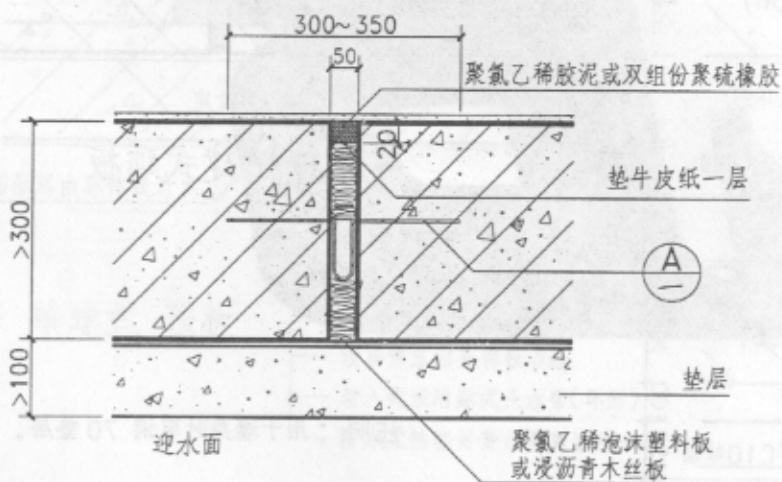 300~350
50
聚氯乙稀胶泥或双组份聚硫橡胶
20
垫牛皮纸一层
>300
A
—
垫层
>100
迎水面
聚氯乙稀泡沫塑料板
或浸沥青木丝板